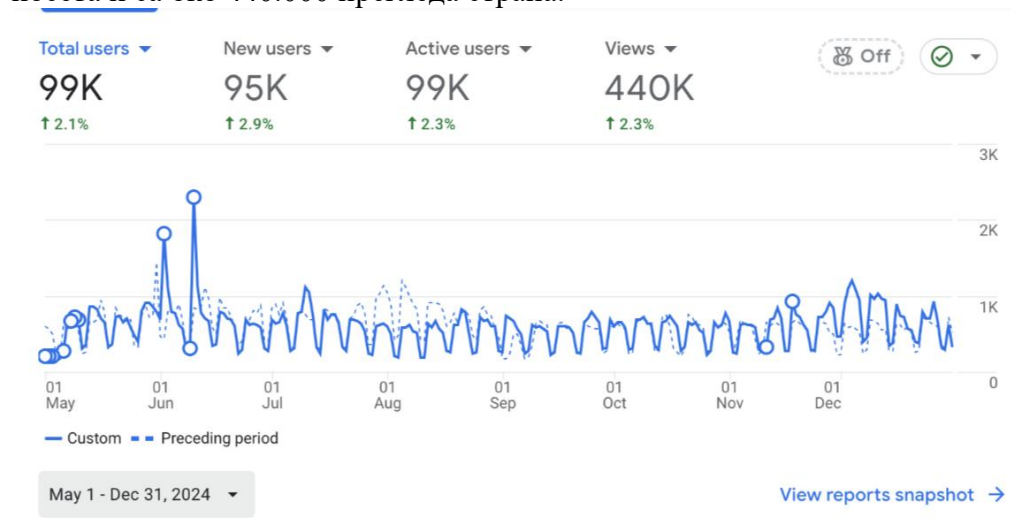 Total users New users Active users Views Off
99K 95K 99K 440K
↑ 2.1% ↑ 2.9% ↑ 2.3% ↑ 2.3%
3K
2K
1K
0
01 01 01 01 01 01 01 01
May Jun Jul Aug Sep Oct Nov Dec
Custom Preceding period
May 1 - Dec 31, 2024 View reports snapshot →